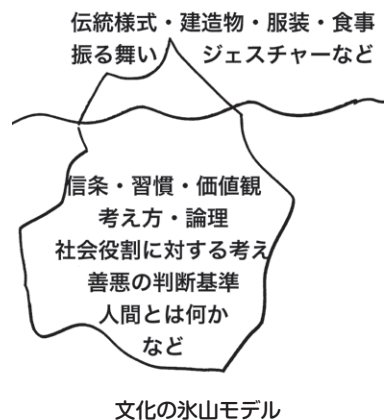 伝統様式・建造物・服装・食事
振る舞い ジェスチャーなど
信条・習慣・価値観
考え方・論理
社会役割に対する考え
善悪の判断基準
人間とは何か
など
文化の氷山モデル